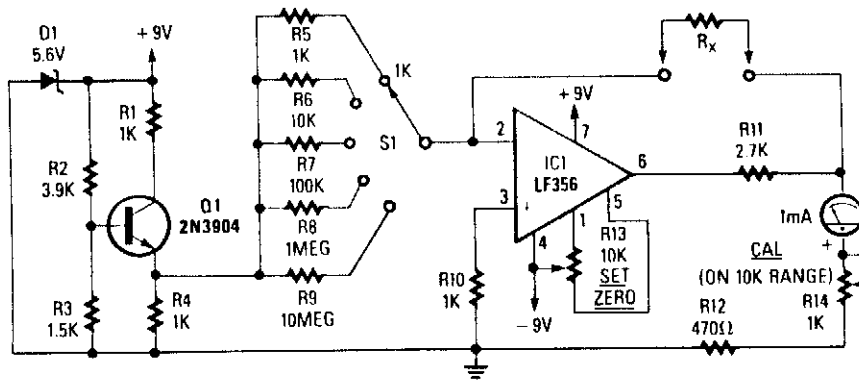 D1
5.6V
+9V
R1
1K
R2
3.9K
Q1
2N3904
R3
1.5K
R4
1K
R5
1K
R6
10K
R7
100K
R8
1MEG
R9
10MEG
1K
S1
RX
+9V
2
7
IC1
LF356
6
3
5
4
1
R13
10K
SET
ZERO
R10
1K
-9V
R11
2.7K
1mA
+
CAL
(ON 10K RANGE)
R14
1K
R12
470Ω